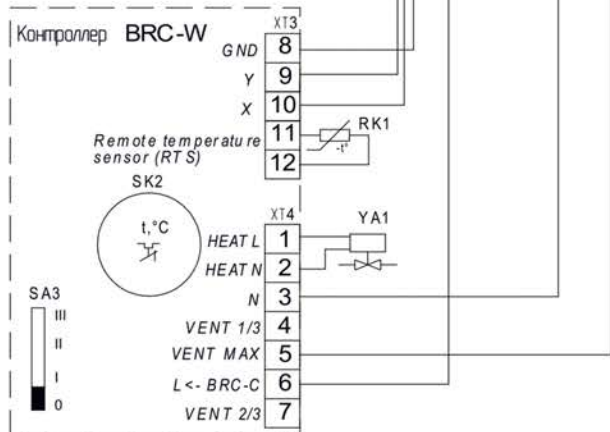 Контроллер BRC-W
XT3
GND 8
Y 9
X 10
Remote temperature sensor (RTS)
11
12
RK1
-t°
SK2
t,°C
XT4
HEAT L 1
HEAT N 2
N 3
VENT 1/3 4
VENT MAX 5
L<- BRC-C 6
VENT 2/3 7
YA1
SA3
III
II
I
0